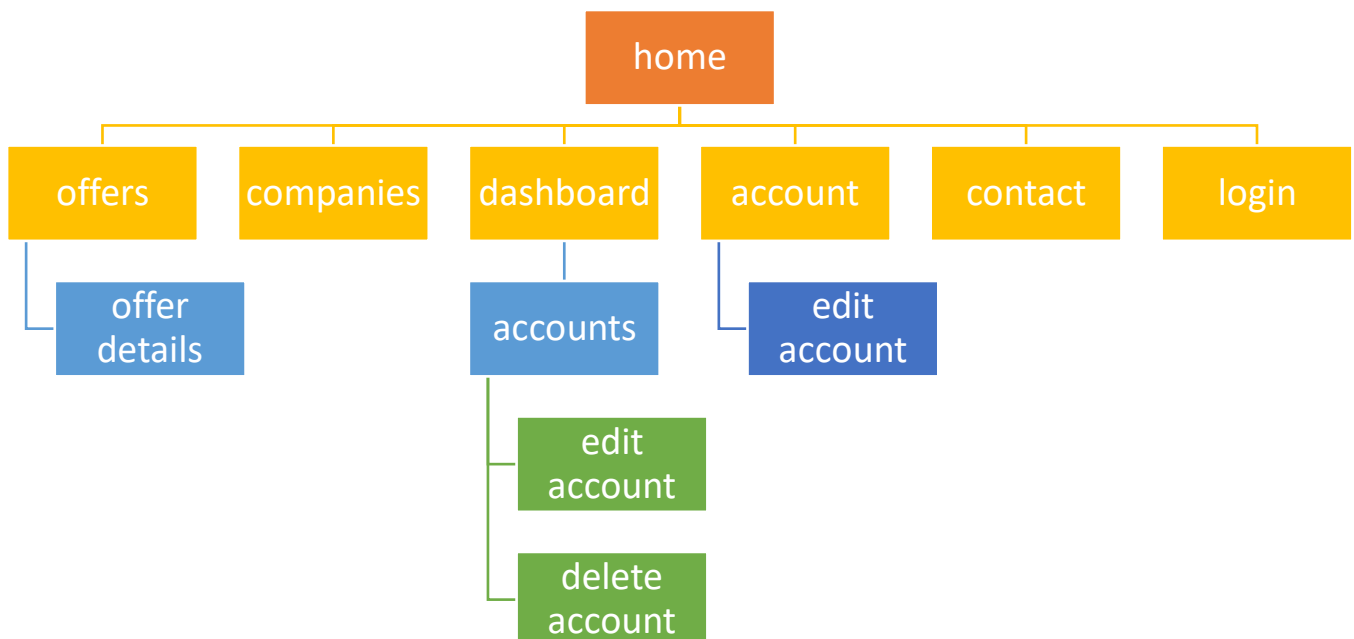 home
offers
companies
dashboard
account
contact
login
offer
details
accounts
edit
account
edit
account
delete
account